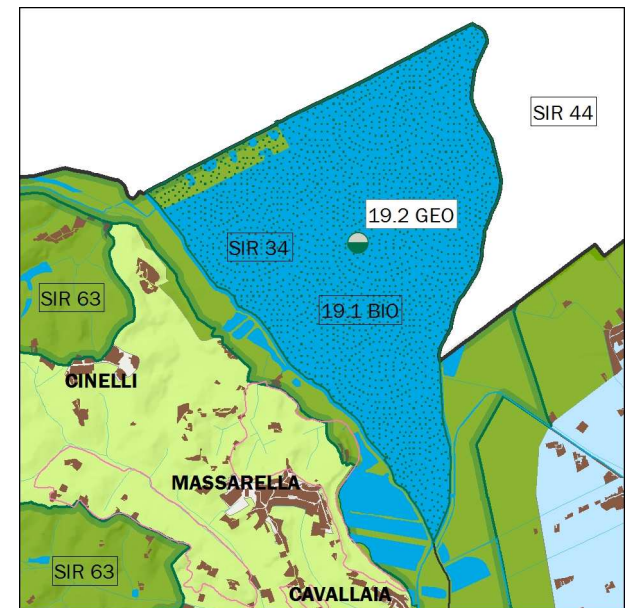 SIR 44
19.2 GEO
SIR 34
SIR 63
19.1 BIO
CINELLI
MASSARELLA
SIR 63
CAVALLAIA